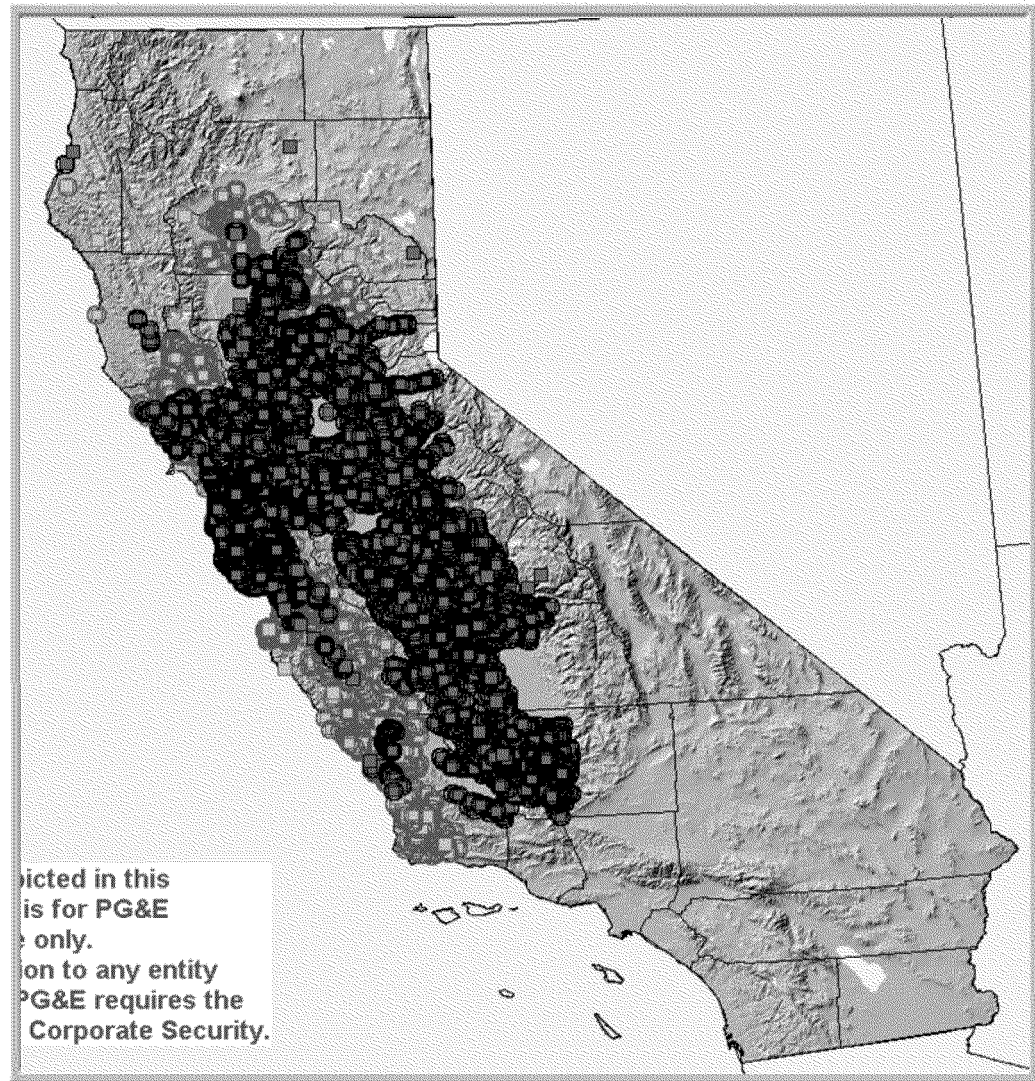 picted in this
is for PG&E
e only.
ion to any entity
PG&E requires the
Corporate Security.